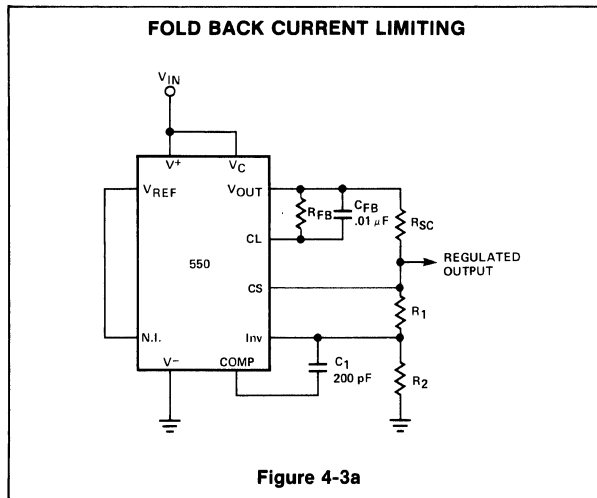 FOLD BACK CURRENT LIMITING
VIN
V+
VC
VREF
VOUT
RFB
CFB
.01 μF
RSC
CL
REGULATED
OUTPUT
550
CS
R1
N.I.
Inv
V−
COMP
C1
200 pF
R2
Figure 4-3a